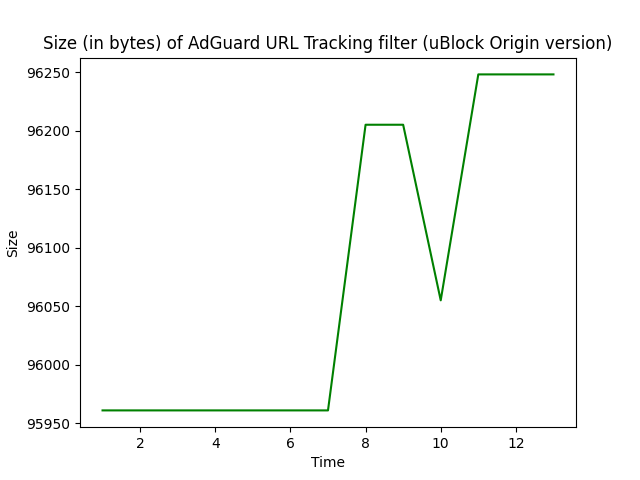 Size (in bytes) of AdGuard URL Tracking filter (uBlock Origin version)
96250
96200
96150
96100
96050
96000
95950
Size
2 4 6 8 10 12
Time